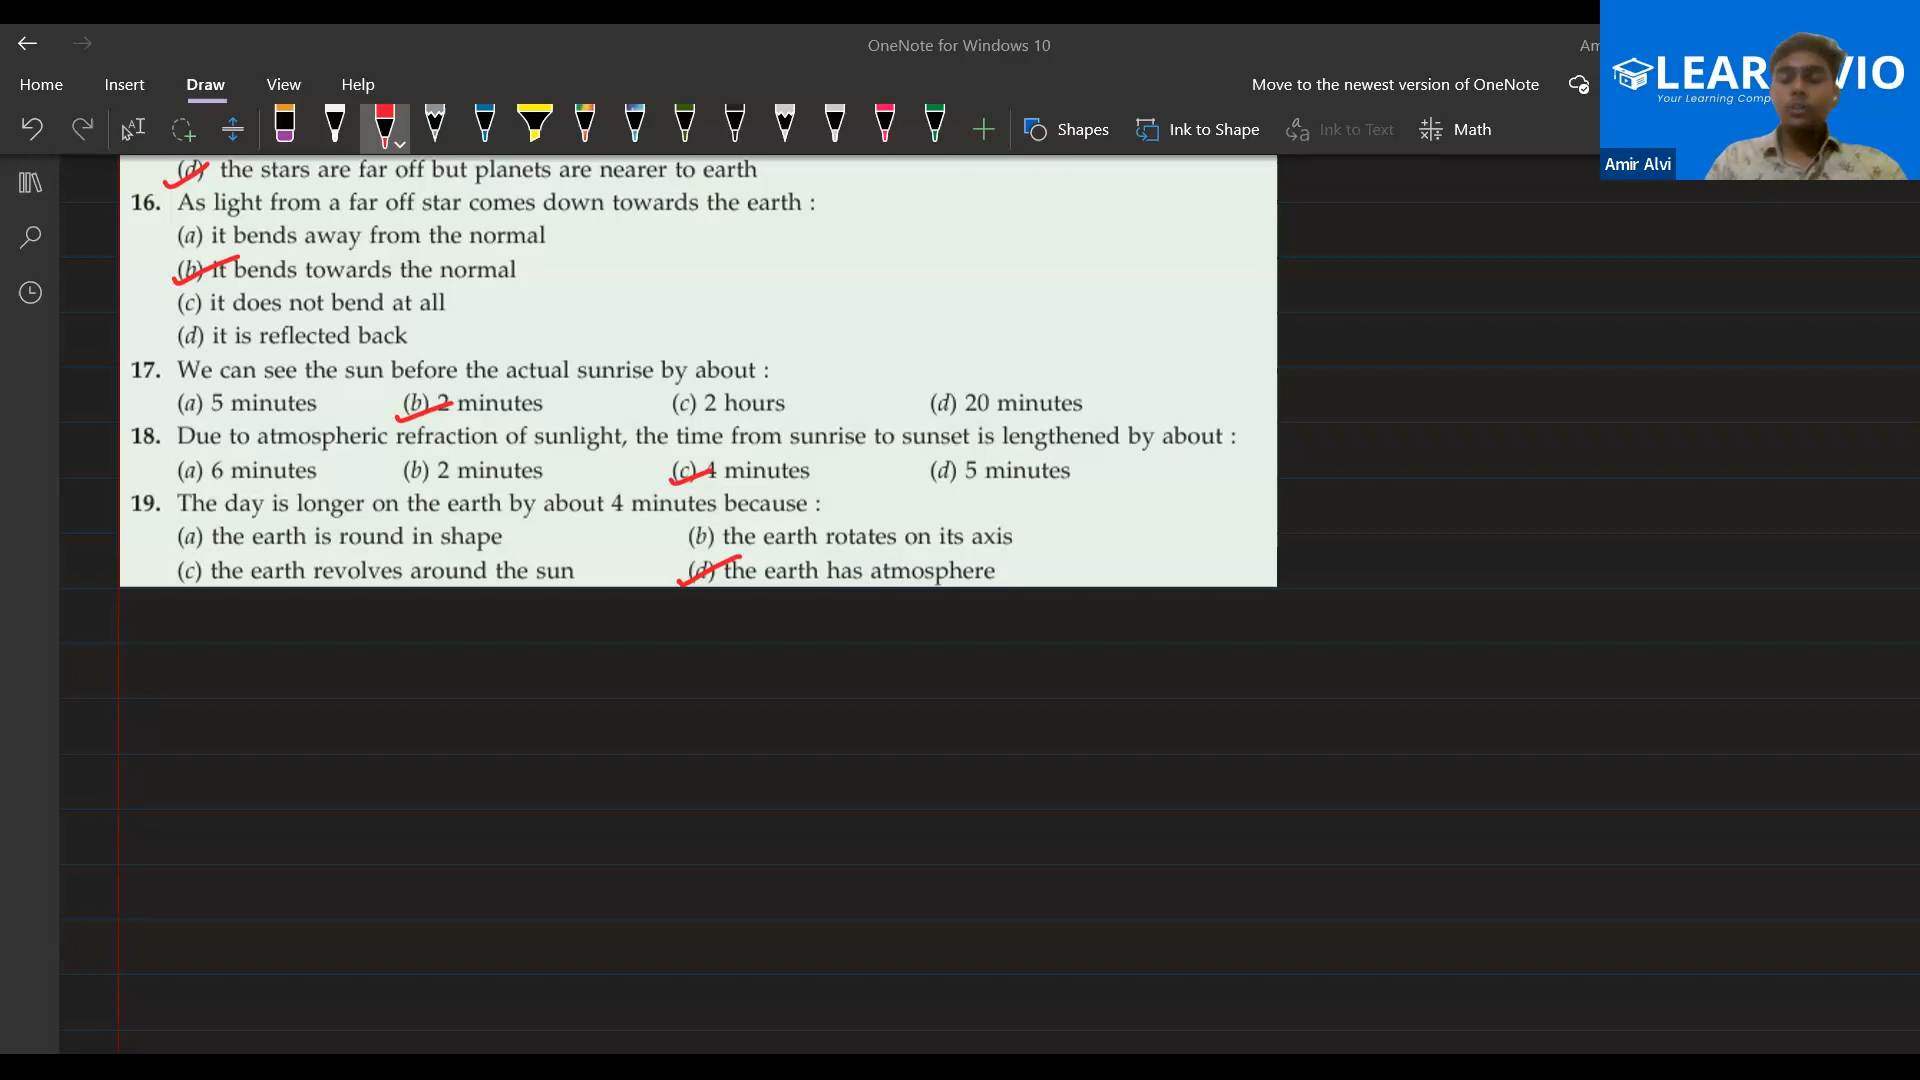 OneNote for Windows 10
Am
Home Insert Draw View Help Move to the newest version of OneNote
Shapes Ink to Shape Ink to Text Math
LEAR VIO
Your Learning Comp
Amir Alvi
(d) the stars are far off but planets are nearer to earth
16. As light from a far off star comes down towards the earth :
(a) it bends away from the normal
(b) it bends towards the normal
(c) it does not bend at all
(d) it is reflected back
17. We can see the sun before the actual sunrise by about :
(a) 5 minutes (b) 2 minutes (c) 2 hours (d) 20 minutes
18. Due to atmospheric refraction of sunlight, the time from sunrise to sunset is lengthened by about :
(a) 6 minutes (b) 2 minutes (c) 4 minutes (d) 5 minutes
19. The day is longer on the earth by about 4 minutes because :
(a) the earth is round in shape (b) the earth rotates on its axis
(c) the earth revolves around the sun (d) the earth has atmosphere